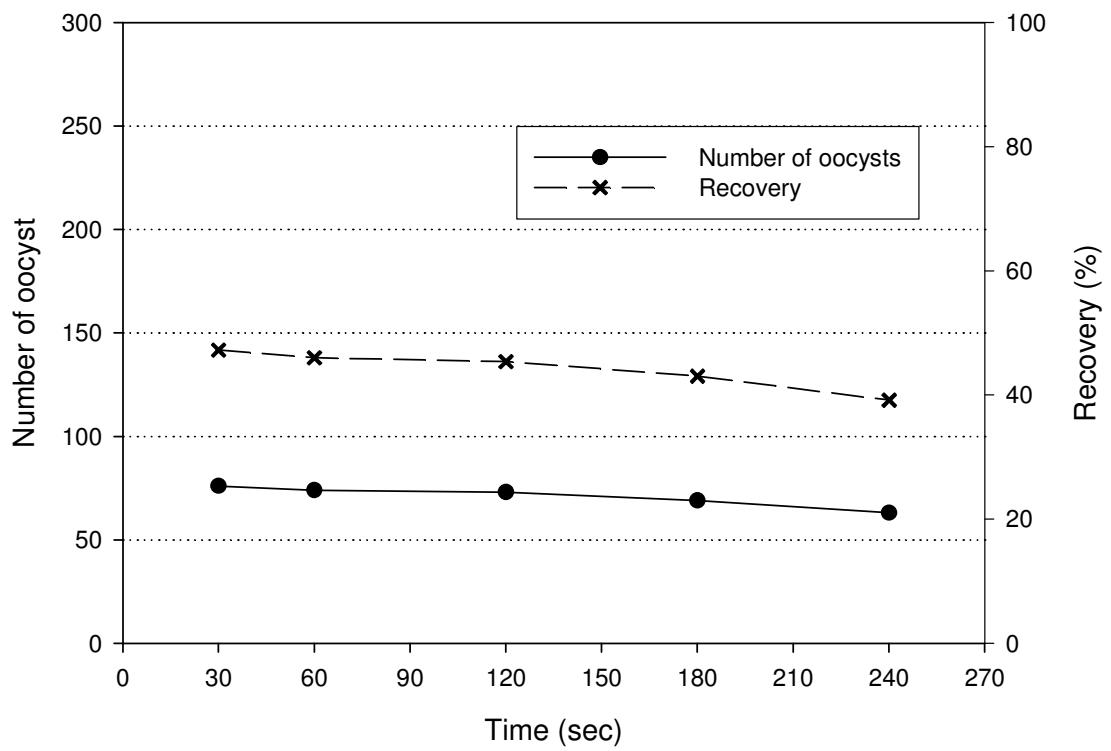 300
250
200
150
100
50
0
Number of oocyst
100
80
60
40
20
0
Recovery (%)
Number of oocysts
Recovery
0 30 60 90 120 150 180 210 240 270
Time (sec)